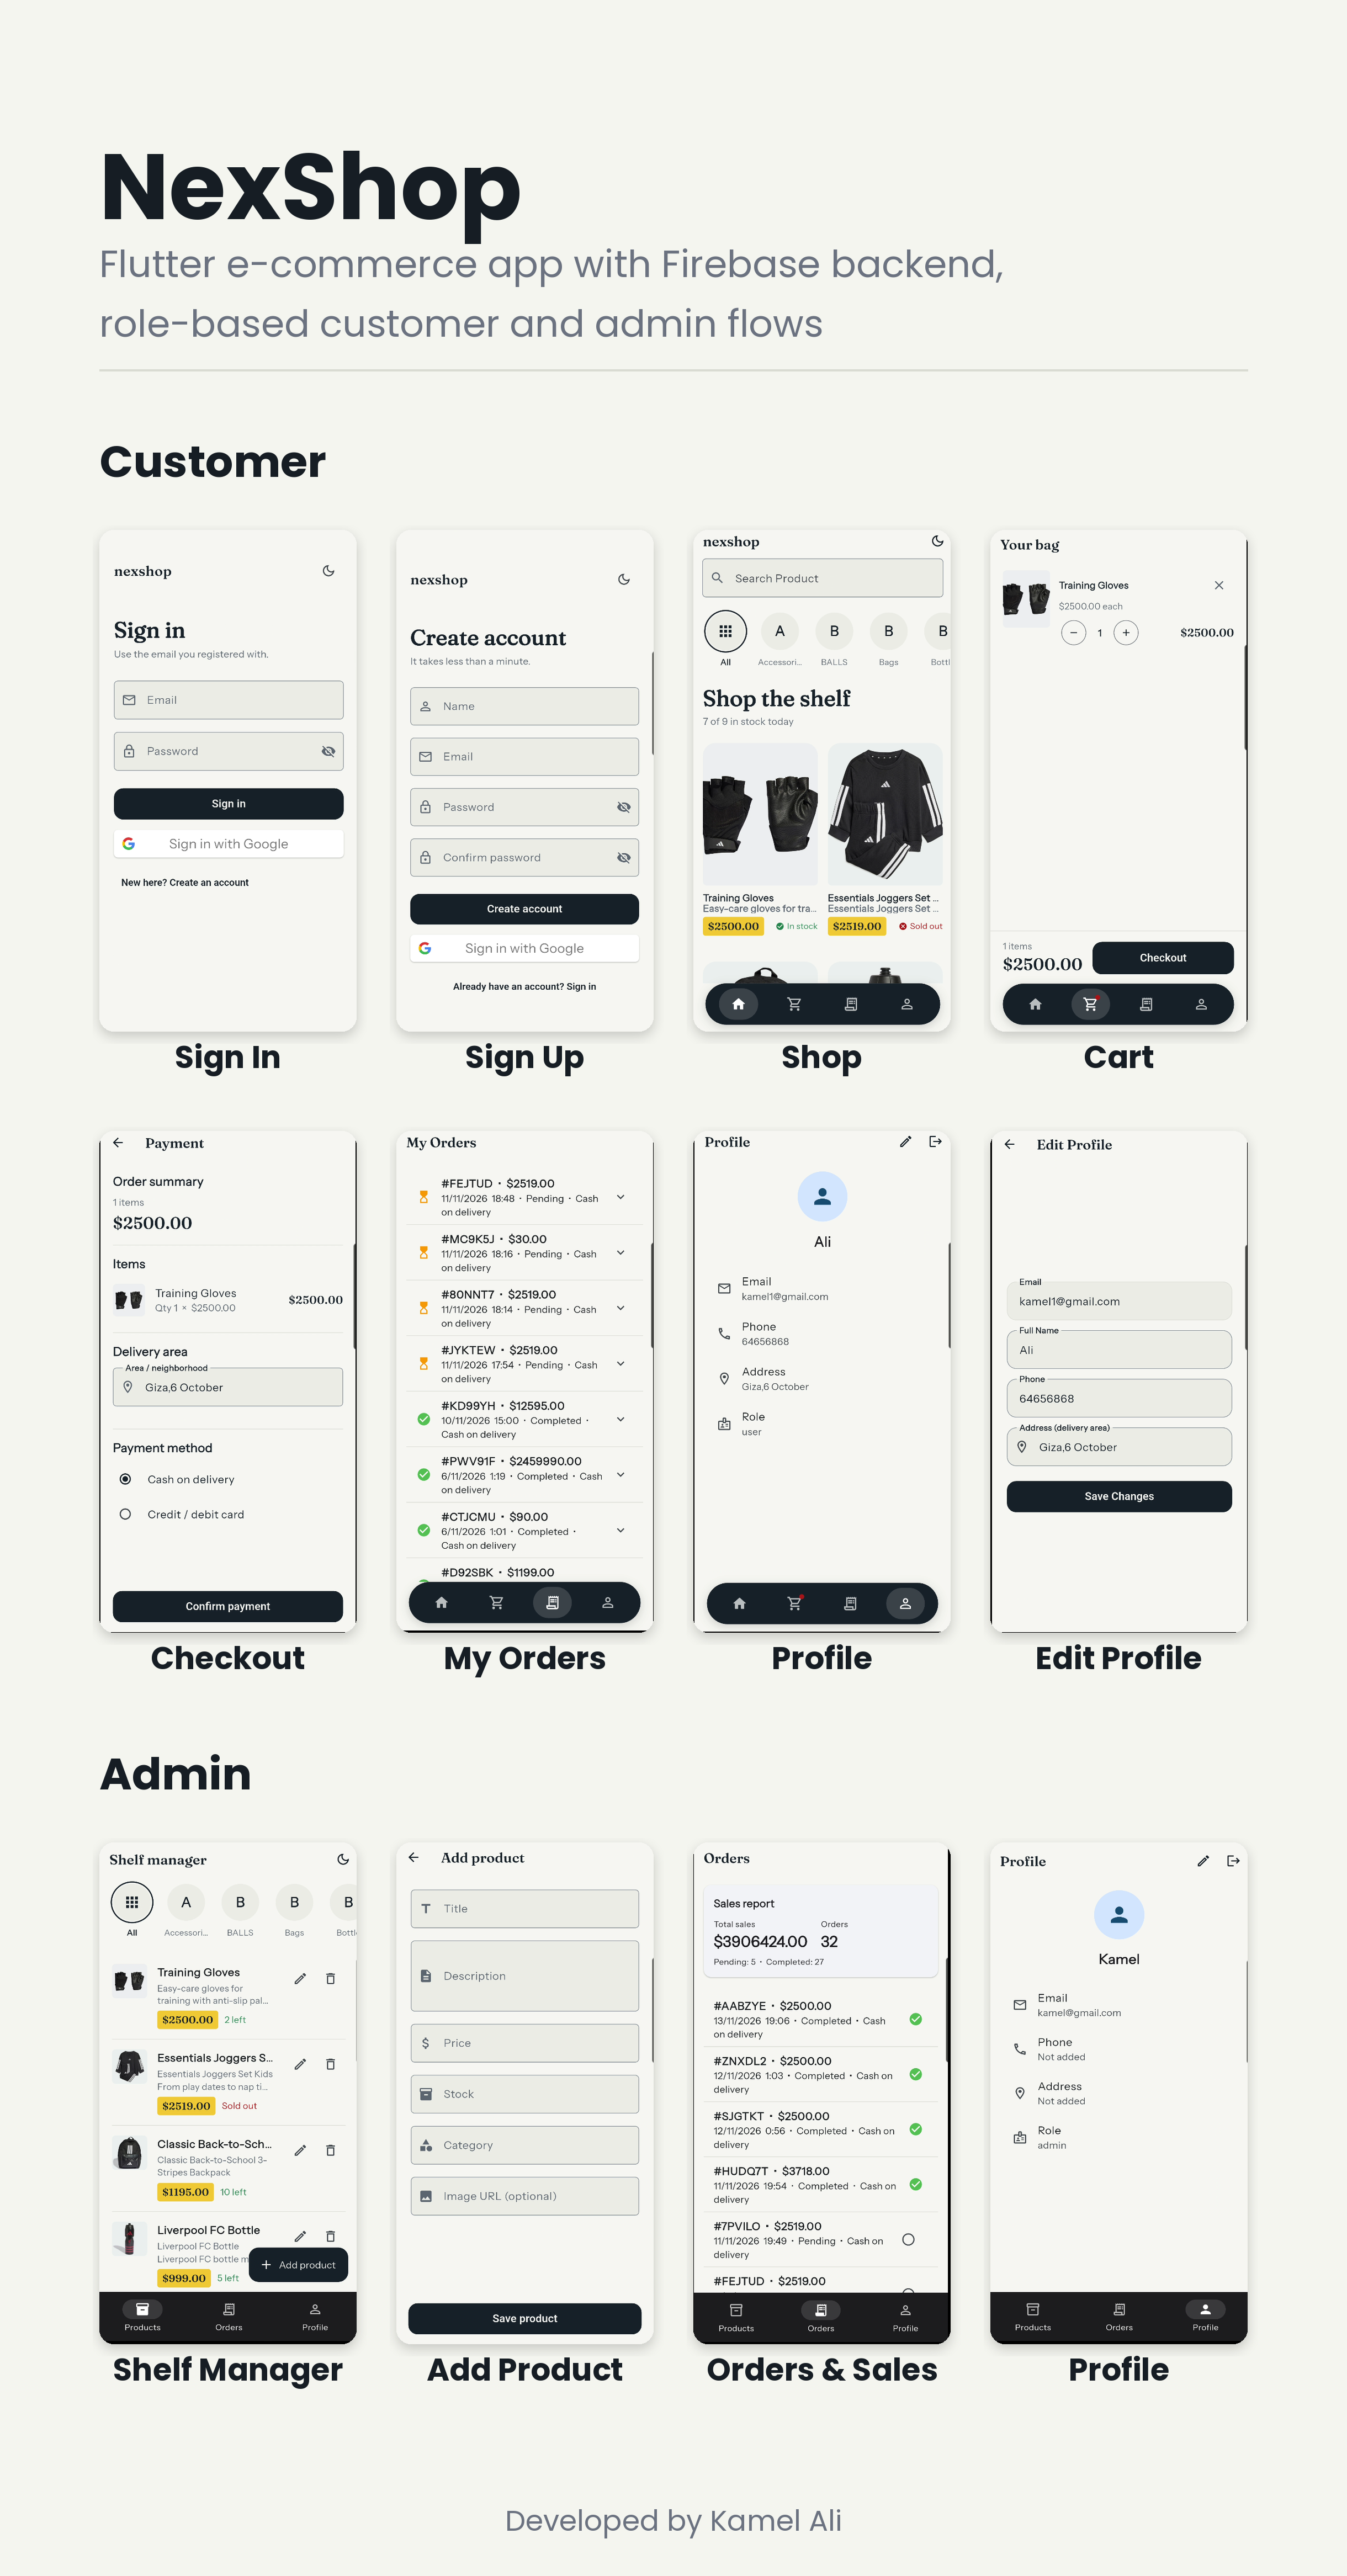 NexShop
Flutter e-commerce app with Firebase backend,
role-based customer and admin flows
Customer
nexshop
Sign in
Use the email you registered with.
Email
Password
Sign in
Sign in with Google
New here? Create an account
Sign In
nexshop
Create account
It takes less than a minute.
Name
Email
Password
Confirm password
Create account
Sign in with Google
Already have an account? Sign in
Sign Up
nexshop
Search Product
A B B B
All Accessori... BALLS Bags Bottl
Shop the shelf
7 of 9 in stock today
Training Gloves
Easy-care gloves for tra...
$2500.00 In stock
Essentials Joggers Set ...
Essentials Joggers Set ...
$2519.00 Sold out
Shop
Your bag
Training Gloves
$2500.00 each
1 $2500.00
1 items
$2500.00
Checkout
Cart
Payment
Order summary
1 items
$2500.00
Items
Training Gloves
Qty 1 × $2500.00
$2500.00
Delivery area
Area / neighborhood
Giza,6 October
Payment method
Cash on delivery
Credit / debit card
Confirm payment
Checkout
My Orders
#FEJTUD • $2519.00
11/11/2026 18:48 • Pending • Cash
on delivery
#MC9K5J • $30.00
11/11/2026 18:16 • Pending • Cash
on delivery
#80NNT7 • $2519.00
11/11/2026 18:14 • Pending • Cash
on delivery
#JYKTEW • $2519.00
11/11/2026 17:54 • Pending • Cash
on delivery
#KD99YH • $12595.00
10/11/2026 15:00 • Completed •
Cash on delivery
#PWV91F • $2459990.00
6/11/2026 1:19 • Completed • Cash
on delivery
#CTJCMU • $90.00
6/11/2026 1:01 • Completed •
Cash on delivery
#D92SBK • $1199.00
My Orders
Profile
Ali
Email
kamel1@gmail.com
Phone
64656868
Address
Giza,6 October
Role
user
Profile
Edit Profile
Email
kamel1@gmail.com
Full Name
Ali
Phone
64656868
Address (delivery area)
Giza,6 October
Save Changes
Edit Profile
Admin
Shelf manager
A B B B
All Accessori... BALLS Bags Bottl
Training Gloves
Easy-care gloves for
training with anti-slip pal...
$2500.00 2 left
Essentials Joggers S...
Essentials Joggers Set Kids
From play dates to nap ti...
$2519.00 Sold out
Classic Back-to-Sch...
Classic Back-to-School 3-
Stripes Backpack
$1195.00 10 left
Liverpool FC Bottle
Liverpool FC Bottle
Liverpool FC bottle m
$999.00 5 left
Add product
Products Orders Profile
Shelf Manager
Add product
Title
Description
Price
Stock
Category
Image URL (optional)
Save product
Add Product
Orders
Sales report
Total sales Orders
$3906424.00 32
Pending: 5 • Completed: 27
#AABZYE • $2500.00
13/11/2026 19:06 • Completed • Cash
on delivery
#ZNXDL2 • $2500.00
12/11/2026 1:03 • Completed • Cash on
delivery
#SJGTKT • $2500.00
12/11/2026 0:56 • Completed • Cash on
delivery
#HUDQ7T • $3718.00
11/11/2026 19:54 • Completed • Cash on
delivery
#7PVILO • $2519.00
11/11/2026 19:49 • Pending • Cash on
delivery
#FEJTUD • $2519.00
Products Orders Profile
Orders & Sales
Profile
Kamel
Email
kamel@gmail.com
Phone
Not added
Address
Not added
Role
admin
Products Orders Profile
Profile
Developed by Kamel Ali